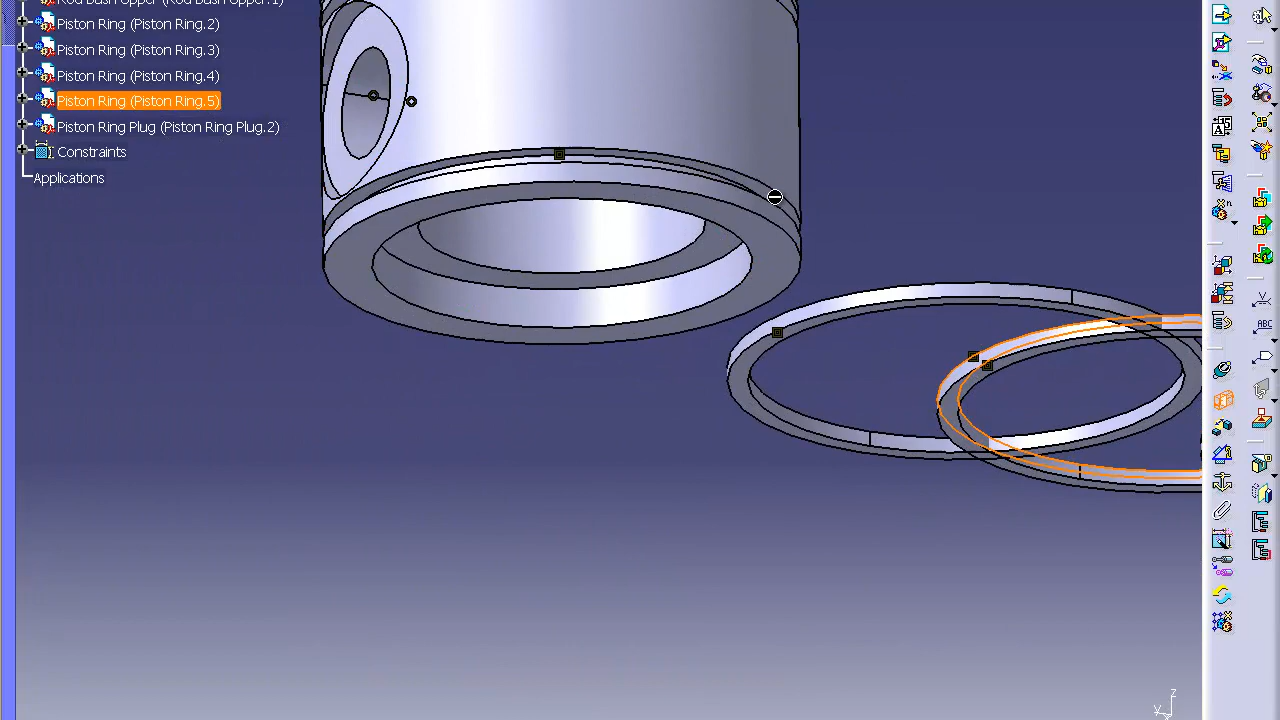 Piston Ring (Piston Ring.2)
Piston Ring (Piston Ring.3)
Piston Ring (Piston Ring.4)
Piston Ring (Piston Ring.5)
Piston Ring Plug (Piston Ring Plug.2)
Constraints
Applications
ABC
z
y